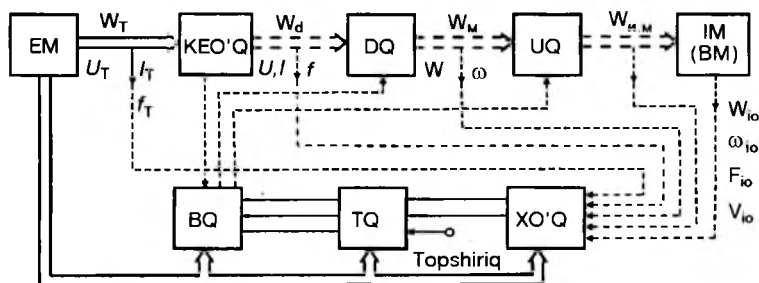 W_T W_d W_M W_м.м
EM KEO'Q DQ UQ IM (BM)
U_T I_T U,I f W ω
f_T
W_io
ω_io
F_io
V_io
BQ TQ XO'Q
Topshiriq